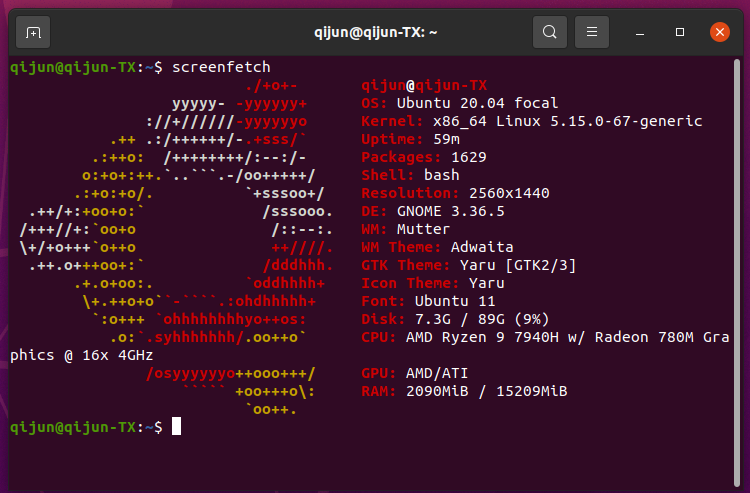 qijun@qijun-TX: ~
qijun@qijun-TX:~$ screenfetch
./+o+- qijun@qijun-TX
yyyyy- -yyyyyy+ OS: Ubuntu 20.04 focal
://+//////-yyyyyyo Kernel: x86_64 Linux 5.15.0-67-generic
.++ .:/++++++/-.+sss/` Uptime: 59m
.:++o: /++++++++/:--:/- Packages: 1629
o:+o+:++.`..```.-/oo+++++/ Shell: bash
.:+o:+o/. `+sssoo+/ Resolution: 2560x1440
.++/+:+oo+o:` /sssooo. DE: GNOME 3.36.5
/+++//+:`oo+o /::--:. WM: Mutter
\+/+o+++`o++o ++////. WM Theme: Adwaita
.++.o+++oo+:` /dddhhh. GTK Theme: Yaru [GTK2/3]
.+.o+oo:. `oddhhhh+ Icon Theme: Yaru
\+.++o+o``-````.:ohdhhhhh+ Font: Ubuntu 11
`:o+++ `ohhhhhhhhyo++os: Disk: 7.3G / 89G (9%)
.o:`.syhhhhhhh/.oo++o` CPU: AMD Ryzen 9 7940H w/ Radeon 780M Gra
phics @ 16x 4GHz
/osyyyyyyo++ooo+++/ GPU: AMD/ATI
````` +oo+++o\: RAM: 2090MiB / 15209MiB
`oo++.
qijun@qijun-TX:~$